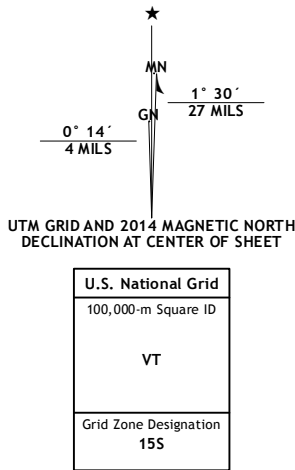 MN
1° 30´
27 MILS
GN
0° 14´
4 MILS
UTM GRID AND 2014 MAGNETIC NORTH
DECLINATION AT CENTER OF SHEET
U.S. National Grid
100,000-m Square ID
VT
Grid Zone Designation
15S